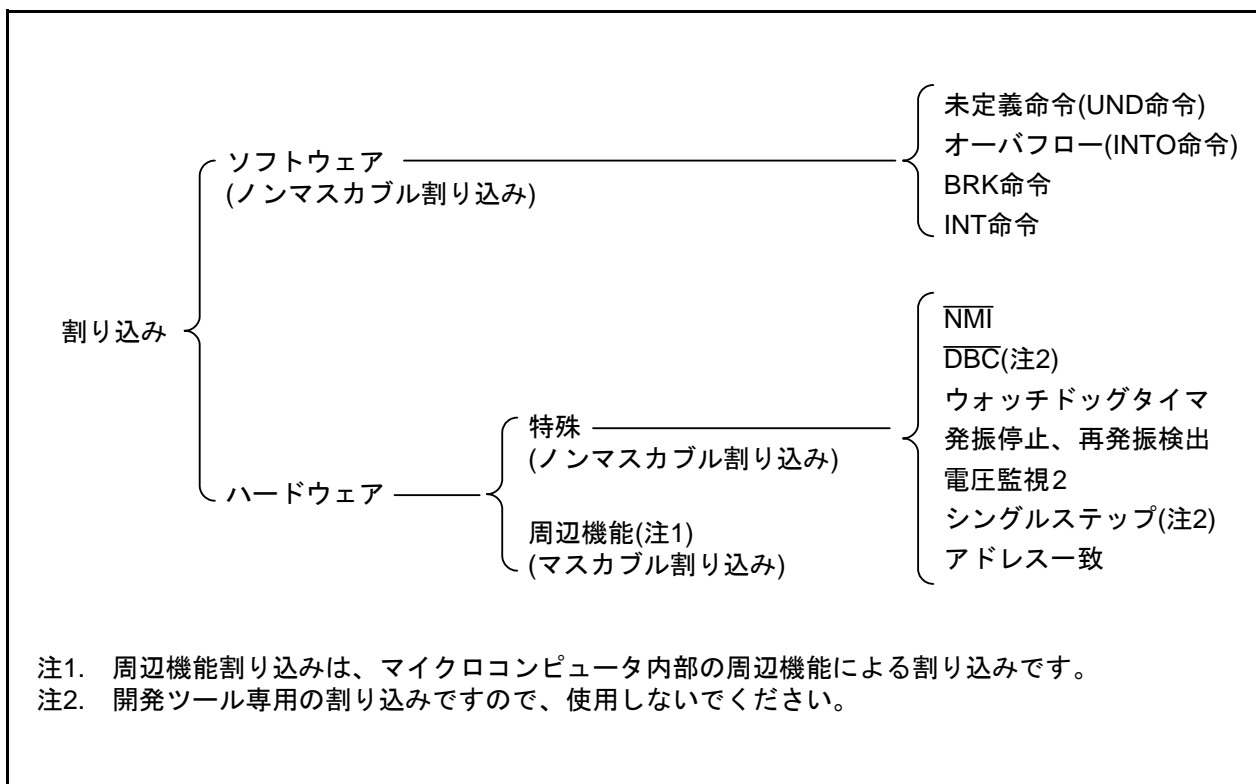 未定義命令(UND命令)
オーバフロー(INTO命令)
BRK命令
INT命令
ソフトウェア
(ノンマスカブル割り込み)
割り込み
NMI
DBC(注2)
ウォッチドッグタイマ
発振停止、再発振検出
電圧監視2
シングルステップ(注2)
アドレス一致
特殊
(ノンマスカブル割り込み)
ハードウェア
周辺機能(注1)
(マスカブル割り込み)
注1. 周辺機能割り込みは、マイクロコンピュータ内部の周辺機能による割り込みです。
注2. 開発ツール専用の割り込みですので、使用しないでください。